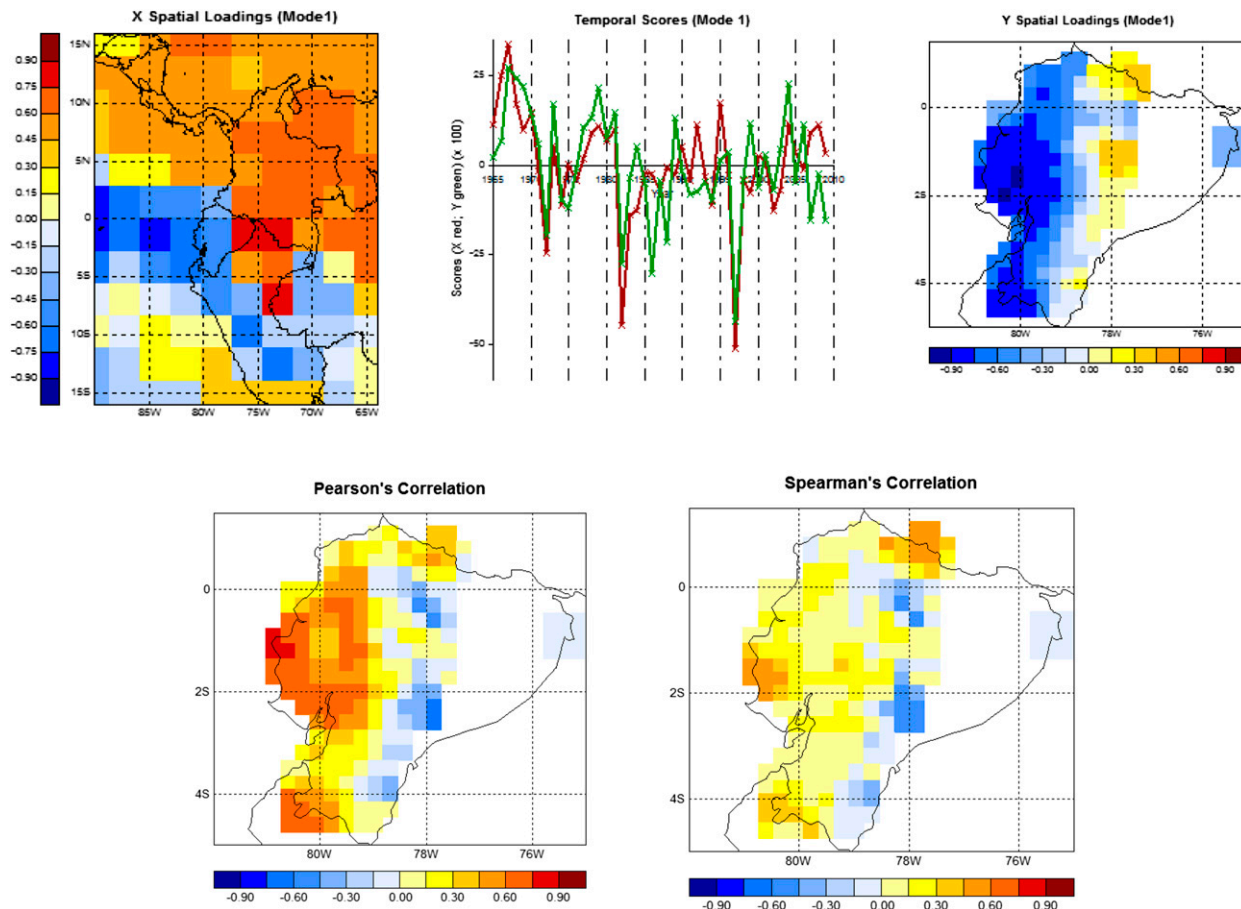 X Spatial Loadings (Mode1)
0.90
0.75
0.60
0.45
0.30
0.15
0.00
-0.15
-0.30
-0.45
-0.60
-0.75
-0.90
15N
10N
5N
0
5S
10S
15S
85W 80W 75W 70W 65W
Temporal Scores (Mode 1)
Scores (X red; Y green) (x 100)
25
0
-25
-50
1965 1970 1980 1985 2010
Y Spatial Loadings (Mode1)
0
2S
4S
80W 78W 76W
-0.90 -0.60 -0.30 0.00 0.30 0.60 0.90
Pearson's Correlation
0
2S
4S
80W 78W 76W
-0.90 -0.60 -0.30 0.00 0.30 0.60 0.90
Spearman's Correlation
0
2S
4S
80W 78W 76W
-0.90 -0.60 -0.30 0.00 0.30 0.60 0.90